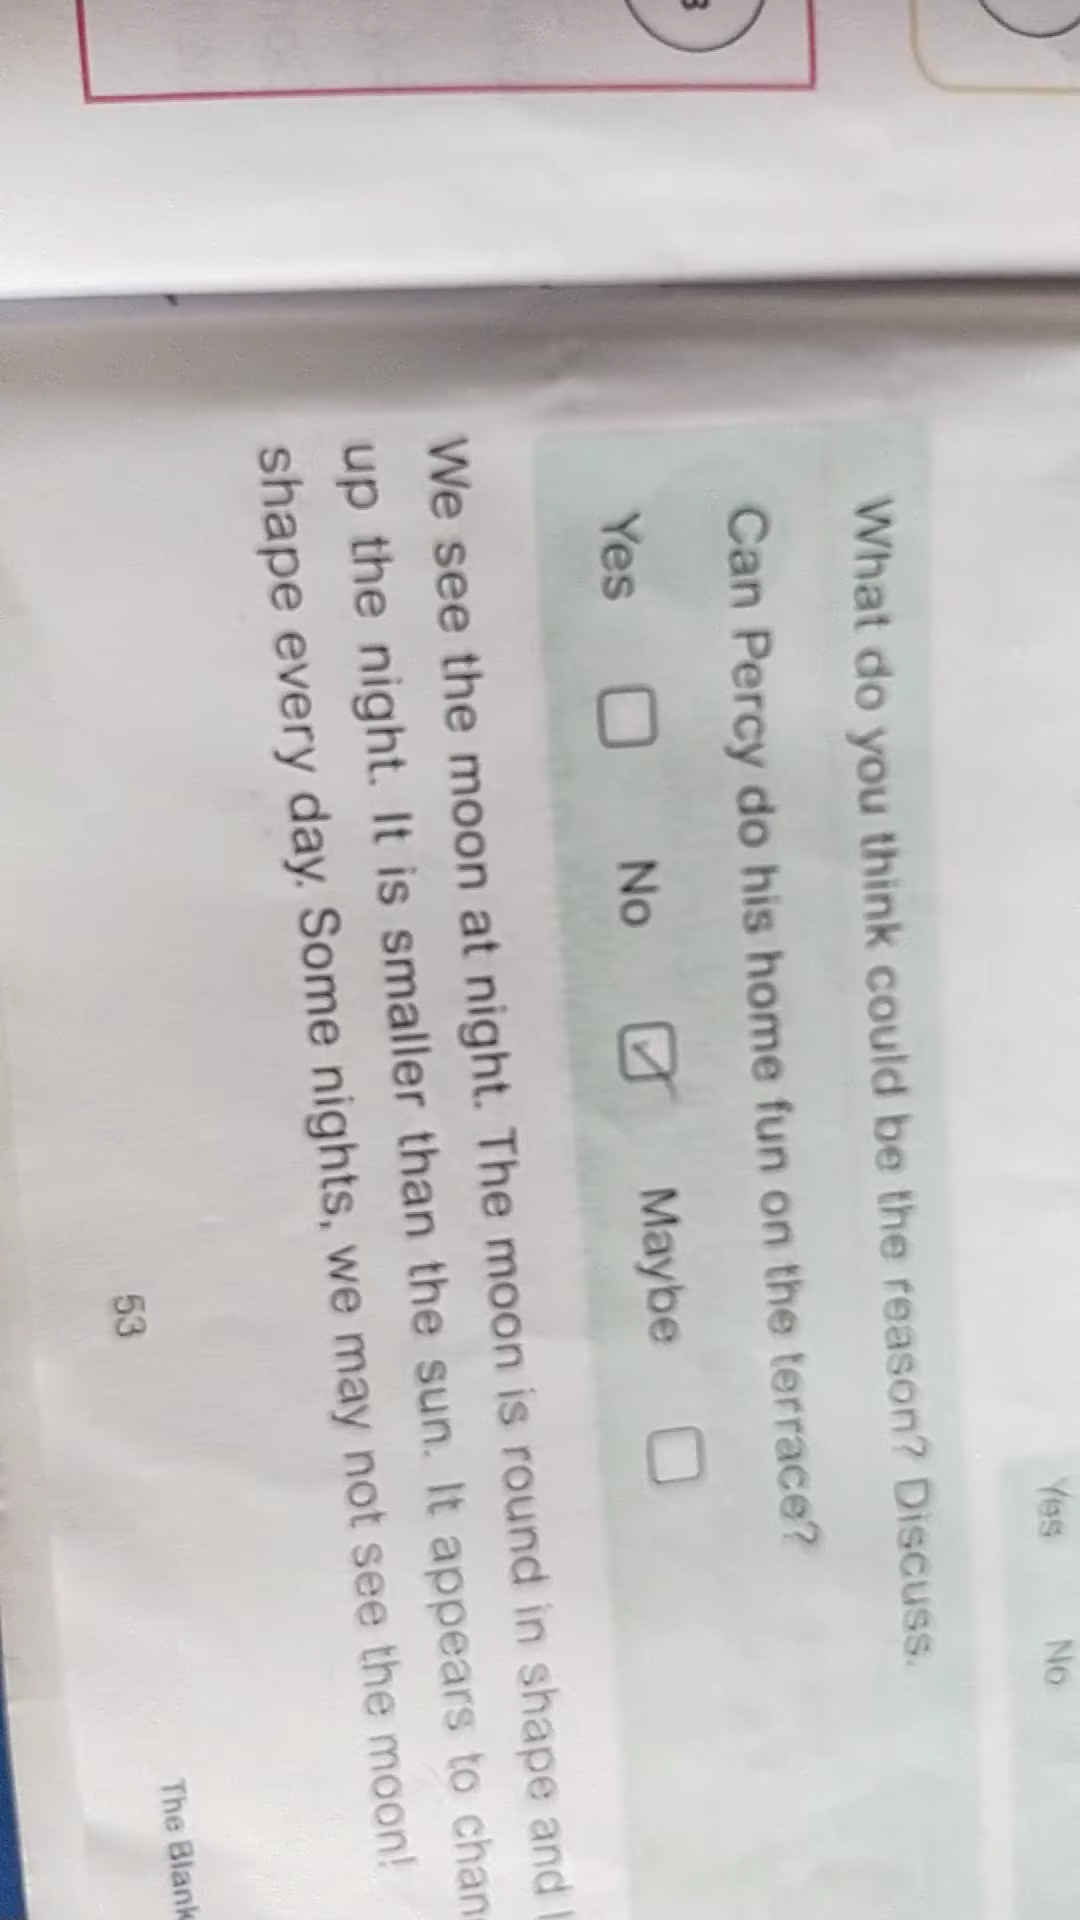 3
Yes No
What do you think could be the reason? Discuss.
Can Percy do his home fun on the terrace?
Yes No Maybe
We see the moon at night. The moon is round in shape and
up the night. It is smaller than the sun. It appears to
shape every day. Some nights, we may not see the moon!
53
The